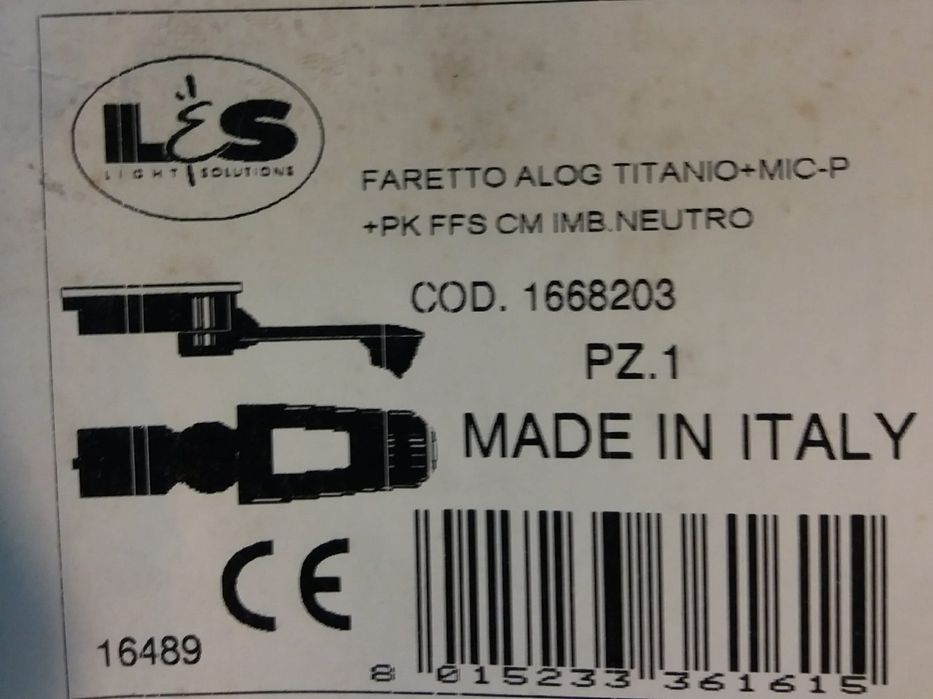 L&S
LIGHT SOLUTIONS
FARETTO ALOG TITANIO+MIC-P
+PK FFS CM IMB.NEUTRO
COD. 1668203
PZ.1
MADE IN ITALY
CE
16489
8 015233 361615